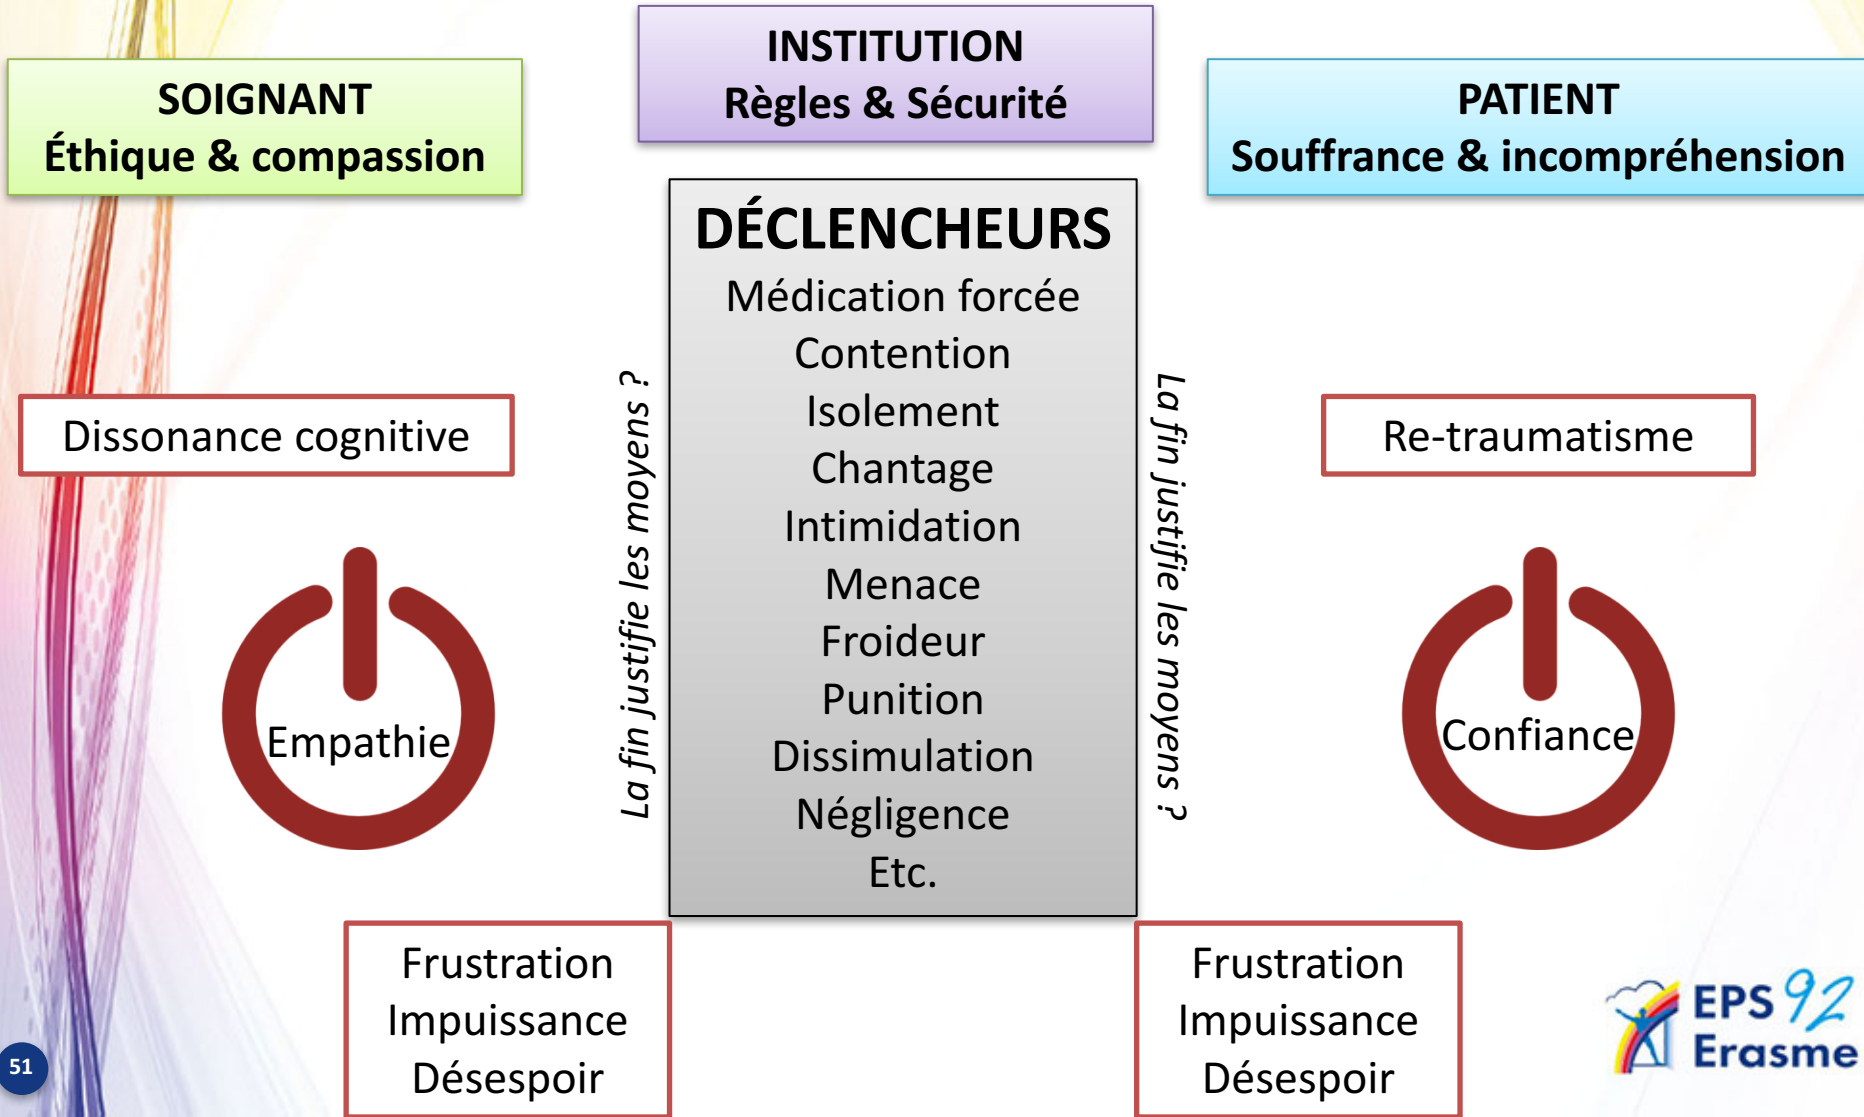 SOIGNANT
Éthique & compassion
INSTITUTION
Règles & Sécurité
PATIENT
Souffrance & incompréhension
DÉCLENCHEURS
Médication forcée
Contention
Isolement
Chantage
Intimidation
Menace
Froideur
Punition
Dissimulation
Négligence
Etc.
La fin justifie les moyens ?
La fin justifie les moyens ?
Dissonance cognitive
Empathie
Re-traumatisme
Confiance
Frustration
Impuissance
Désespoir
Frustration
Impuissance
Désespoir
EPS 92
Erasme
51